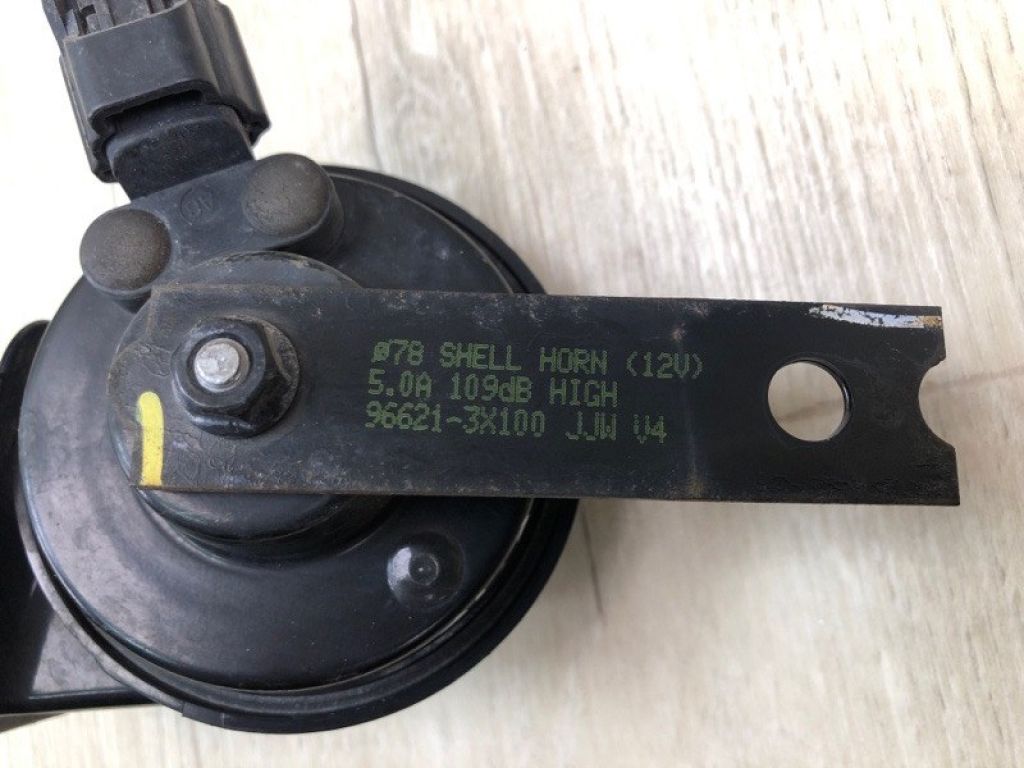 ø78 SHELL HORN (12V)
5.0A 109dB HIGH
96621-3X100 JJW V4